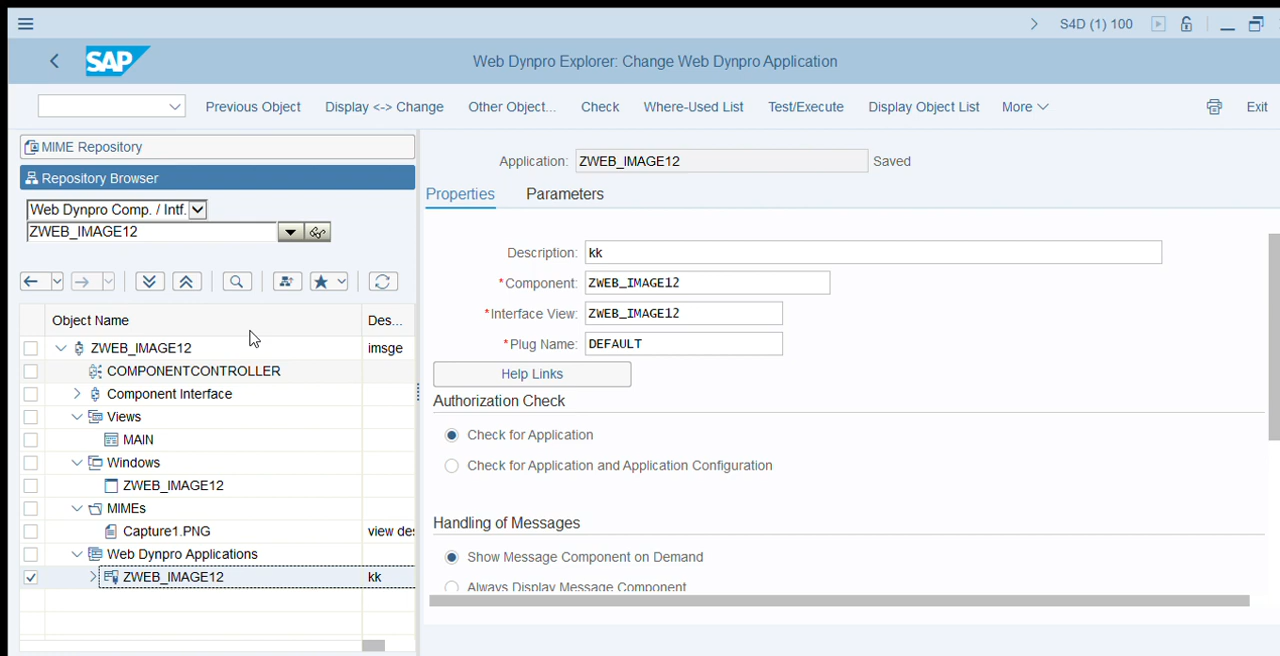 S4D (1) 100
SAP
Web Dynpro Explorer: Change Web Dynpro Application
Previous Object Display <-> Change Other Object... Check Where-Used List Test/Execute Display Object List More Exit
MIME Repository
Repository Browser
Web Dynpro Comp. / Intf.
ZWEB_IMAGE12
Object Name Des...
ZWEB_IMAGE12 imsge
COMPONENTCONTROLLER
Component Interface
Views
MAIN
Windows
ZWEB_IMAGE12
MIMEs
Capture1.PNG view des
Web Dynpro Applications
ZWEB_IMAGE12 kk
Application: ZWEB_IMAGE12 Saved
Properties Parameters
Description: kk
*Component: ZWEB_IMAGE12
*Interface View: ZWEB_IMAGE12
*Plug Name: DEFAULT
Help Links
Authorization Check
Check for Application
Check for Application and Application Configuration
Handling of Messages
Show Message Component on Demand
Always Display Message Component